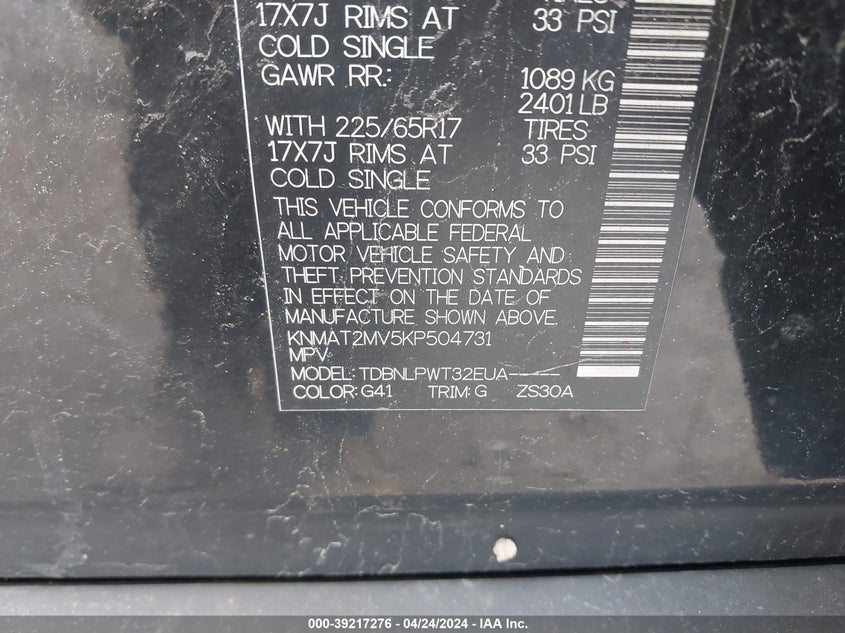 17X7J RIMS AT 33 PSI
COLD SINGLE
GAWR RR: 1089 KG
2401 LB
WITH 225/65R17 TIRES
17X7J RIMS AT 33 PSI
COLD SINGLE
THIS VEHICLE CONFORMS TO
ALL APPLICABLE FEDERAL
MOTOR VEHICLE SAFETY AND
THEFT PREVENTION STANDARDS
IN EFFECT ON THE DATE OF
MANUFACTURE SHOWN ABOVE.
KNMAT2MV5KP504731
MPV
MODEL: TDBNLPWT32EUA-----
COLOR: G41 TRIM: G ZS30A
000-39217276 - 04/24/2024 - IAA Inc.